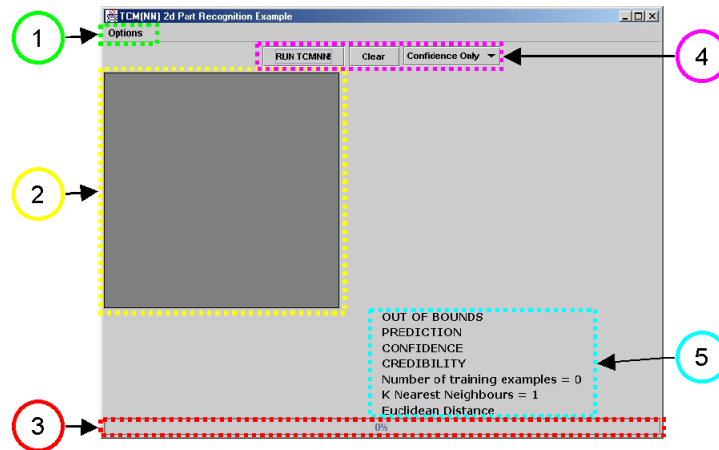 TCM(NN) 2d Patt Recognition Example
1
Options
RUN TCMNN! Clear Confidence Only
4
2
OUT OF BOUNDS
PREDICTION
CONFIDENCE
CREDIBILITY
5
Number of training examples = 0
K Nearest Neighbours = 1
Euclidean Distance
3
0%